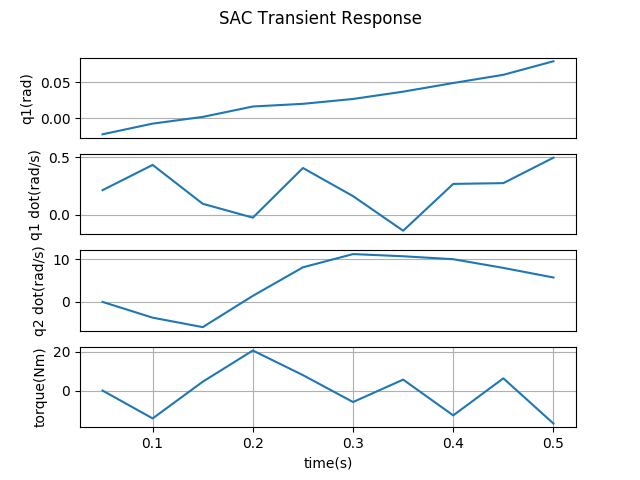 SAC Transient Response
q1(rad)
0.05
0.00
q1 dot(rad/s)
0.5
0.0
q2 dot(rad/s)
10
0
torque(Nm)
20
0
0.1 0.2 0.3 0.4 0.5
time(s)